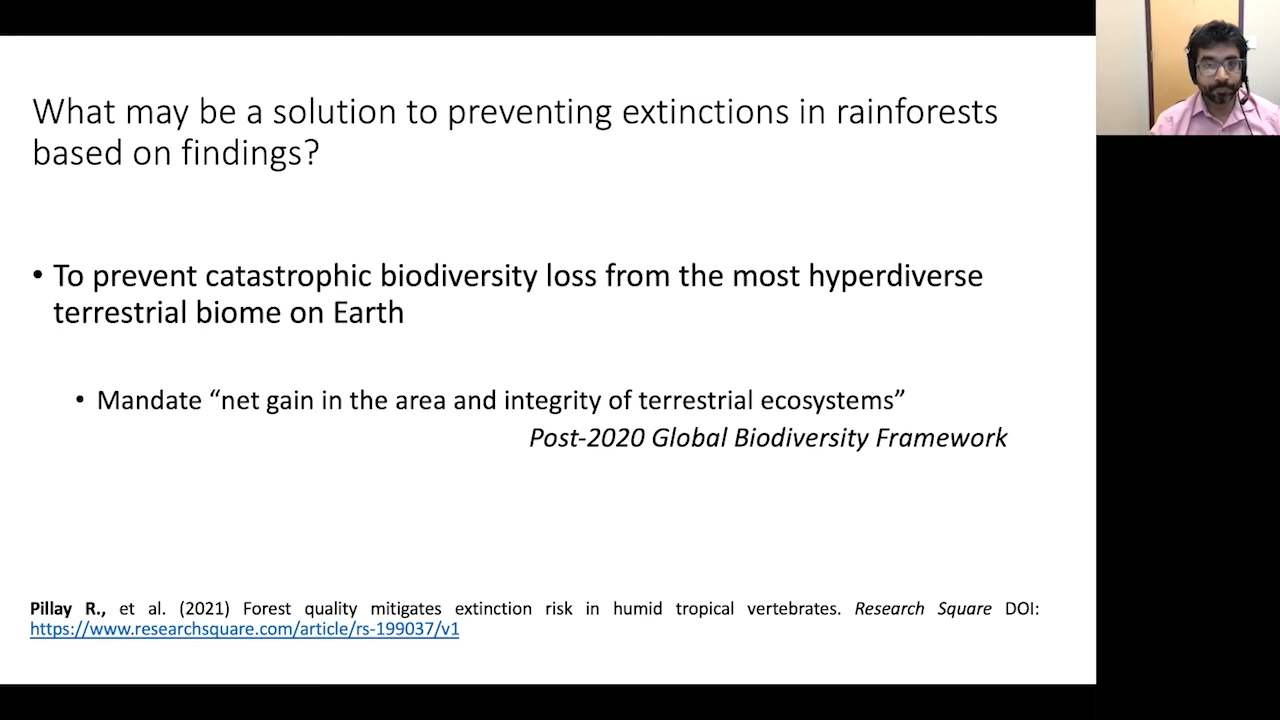 What may be a solution to preventing extinctions in rainforests
based on findings?
• To prevent catastrophic biodiversity loss from the most hyperdiverse
terrestrial biome on Earth
• Mandate “net gain in the area and integrity of terrestrial ecosystems”
Post-2020 Global Biodiversity Framework
Pillay R., et al. (2021) Forest quality mitigates extinction risk in humid tropical vertebrates. Research Square DOI:
https://www.researchsquare.com/article/rs-199037/v1